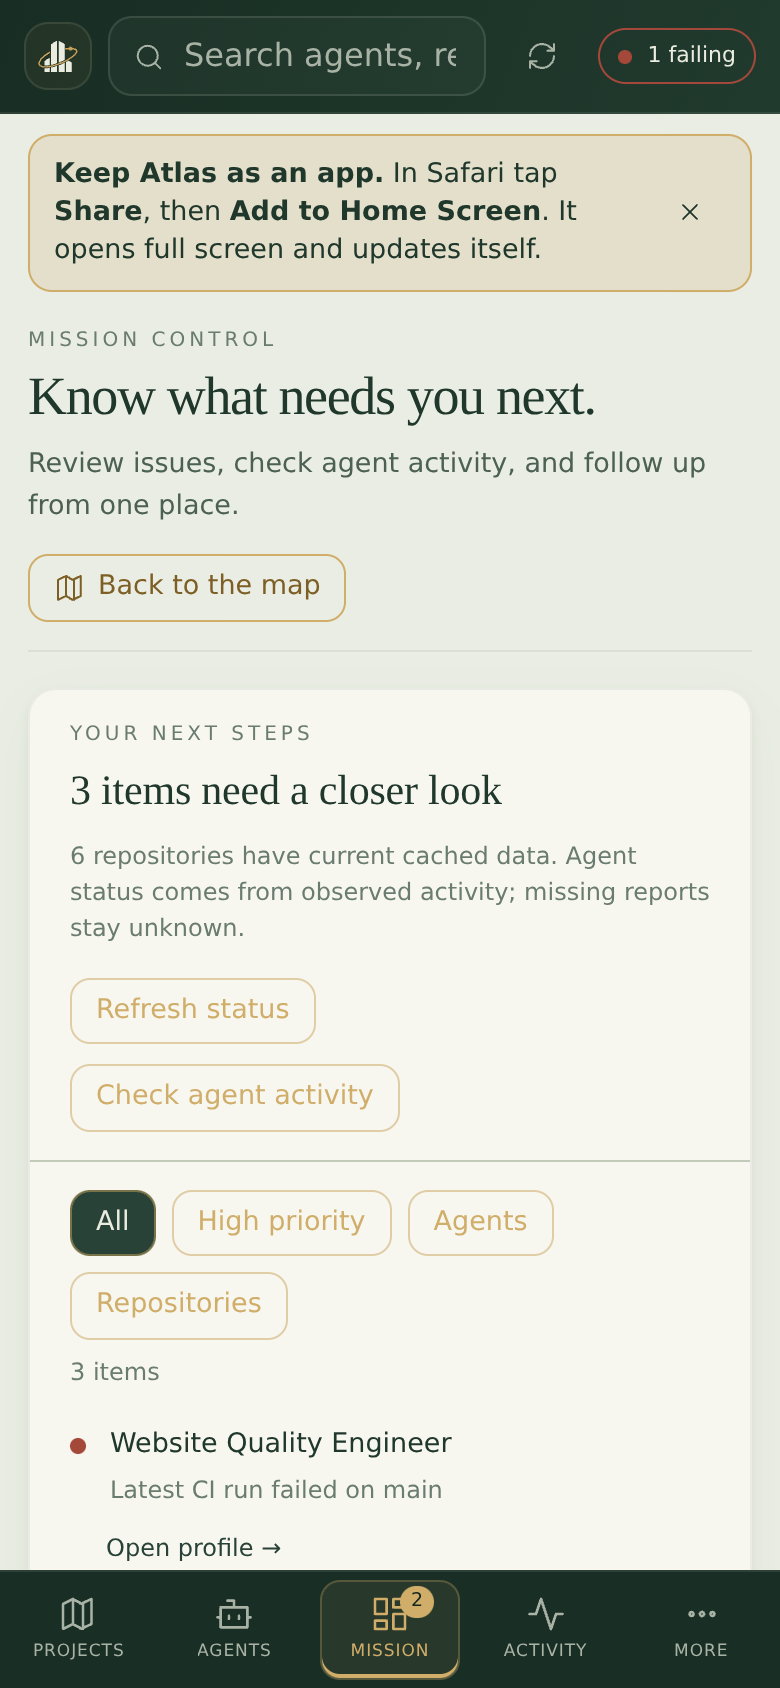 Search agents, re
1 failing
Keep Atlas as an app. In Safari tap
Share, then Add to Home Screen. It
opens full screen and updates itself.
MISSION CONTROL
Know what needs you next.
Review issues, check agent activity, and follow up
from one place.
Back to the map
YOUR NEXT STEPS
3 items need a closer look
6 repositories have current cached data. Agent
status comes from observed activity; missing reports
stay unknown.
Refresh status
Check agent activity
All High priority Agents
Repositories
3 items
Website Quality Engineer
Latest CI run failed on main
Open profile →
2
PROJECTS AGENTS MISSION ACTIVITY MORE